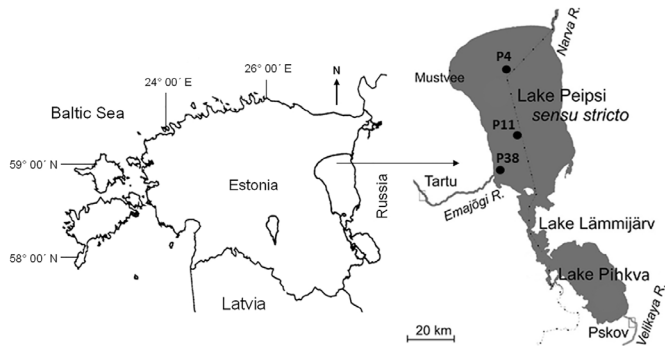 24° 00´ E
26° 00´ E
N
Baltic Sea
59° 00´ N
58° 00´ N
Estonia
Latvia
Russia
Narva R.
P4
Mustvee
Lake Peipsi
sensu stricto
P11
P38
Tartu
Emajõgi R.
Lake Lämmijärv
Lake Pihkva
Pskov
Velikaya R.
20 km